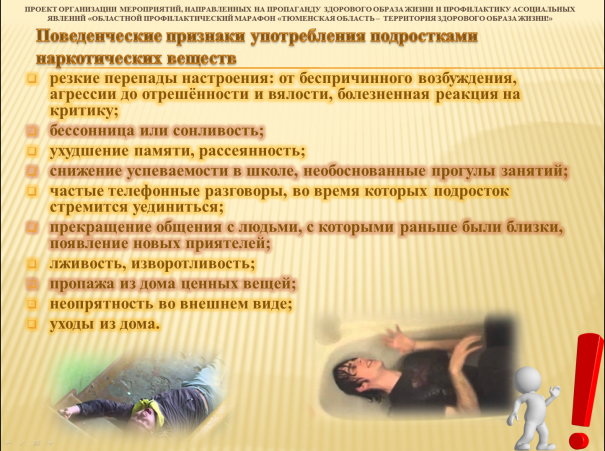 ПРОЕКТ ОРГАНИЗАЦИИ МЕРОПРИЯТИЙ, НАПРАВЛЕННЫХ НА ПРОПАГАНДУ ЗДОРОВОГО ОБРАЗА ЖИЗНИ И ПРОФИЛАКТИКУ АСОЦИАЛЬНЫХ
ЯВЛЕНИЙ «ОБЛАСТНОЙ ПРОФИЛАКТИЧЕСКИЙ МАРАФОН «ТЮМЕНСКАЯ ОБЛАСТЬ – ТЕРРИТОРИЯ ЗДОРОВОГО ОБРАЗА ЖИЗНИ!»
Поведенческие признаки употребления подростками
наркотических веществ
резкие перепады настроения: от беспричинного возбуждения,
агрессии до отрешённости и вялости, болезненная реакция на
критику;
бессонница или сонливость;
ухудшение памяти, рассеянность;
снижение успеваемости в школе, необоснованные прогулы занятий;
частые телефонные разговоры, во время которых подросток
стремится уединиться;
прекращение общения с людьми, с которыми раньше были близки,
появление новых приятелей;
лживость, изворотливость;
пропажа из дома ценных вещей;
неопрятность во внешнем виде;
уходы из дома.